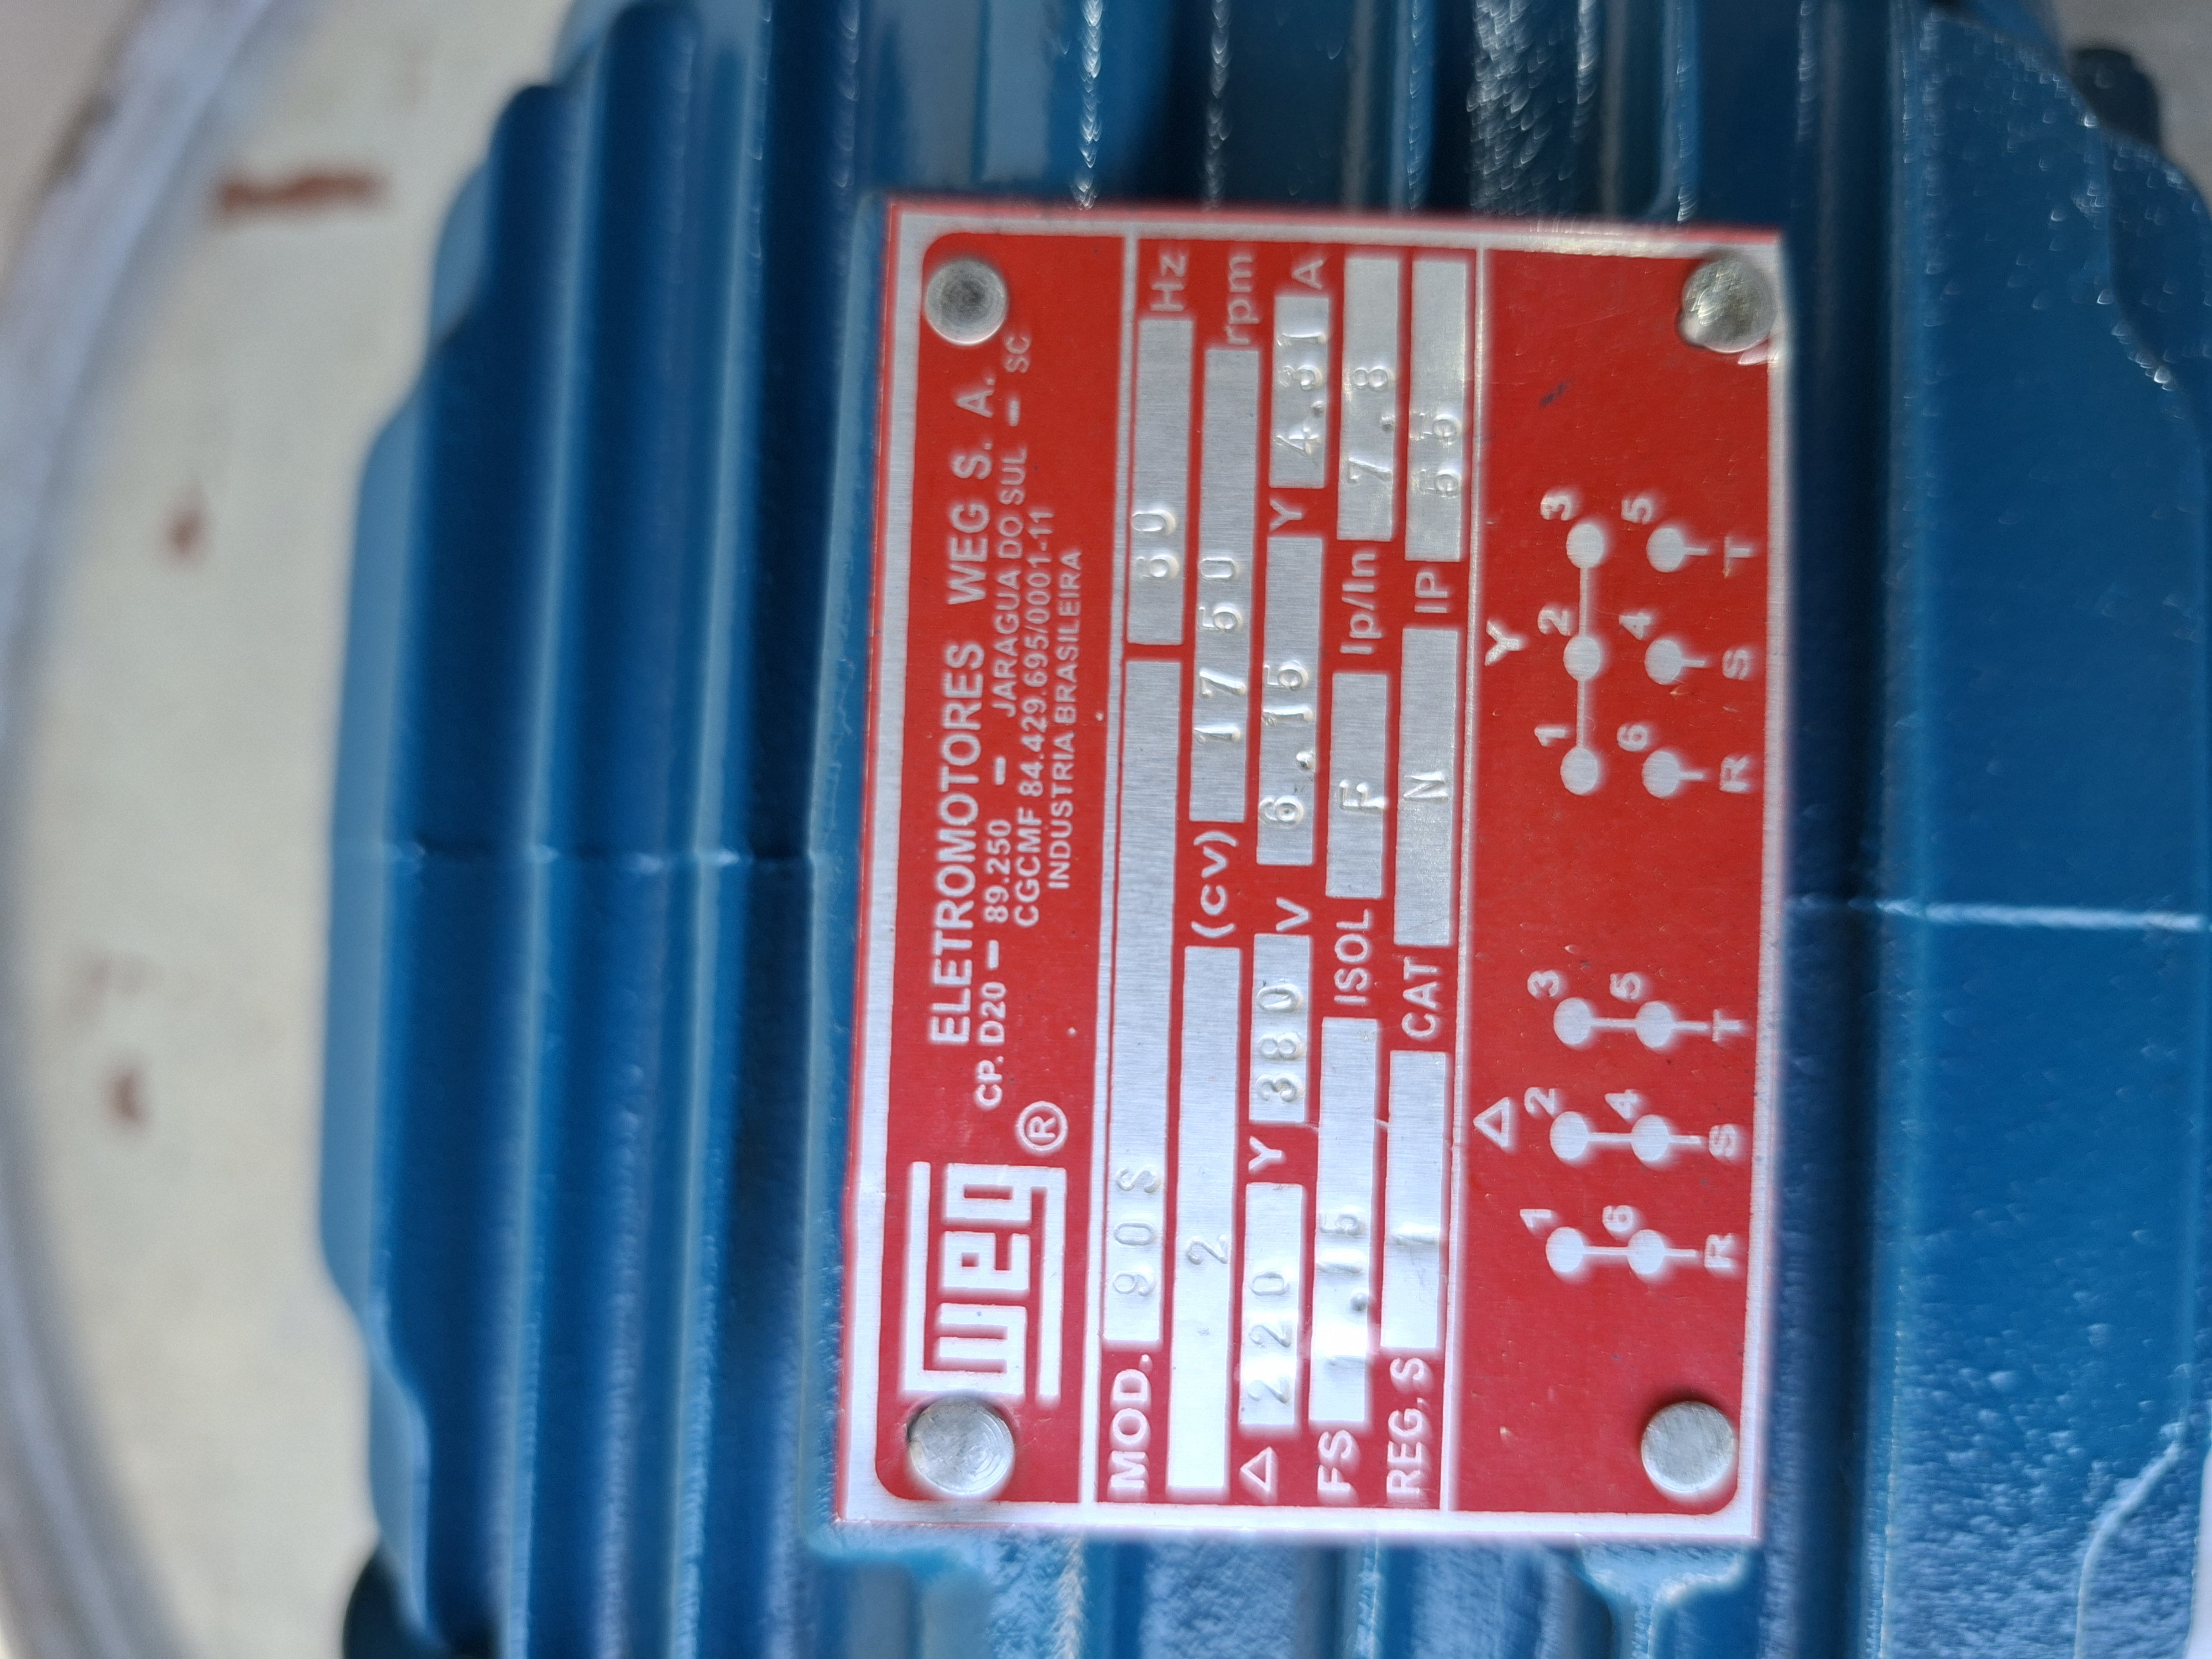 weg ® ELETROMOTORES WEG S. A.
CP. D20 – 89.250 – JARAGUA DO SUL – SC
CGCMF 84.429.695/0001-11
INDÚSTRIA BRASILEIRA
MOD. 90S 60 Hz
2 (cv) 1750 rpm
Δ 220 Y 380 V 6.15 Y 4.31 A
FS 1.15 ISOL F Ip/In 7.8
REG. S 1 CAT N IP 55
Δ Y
1 2 3 1 2 3
6 4 5 6 4 5
R S T R S T